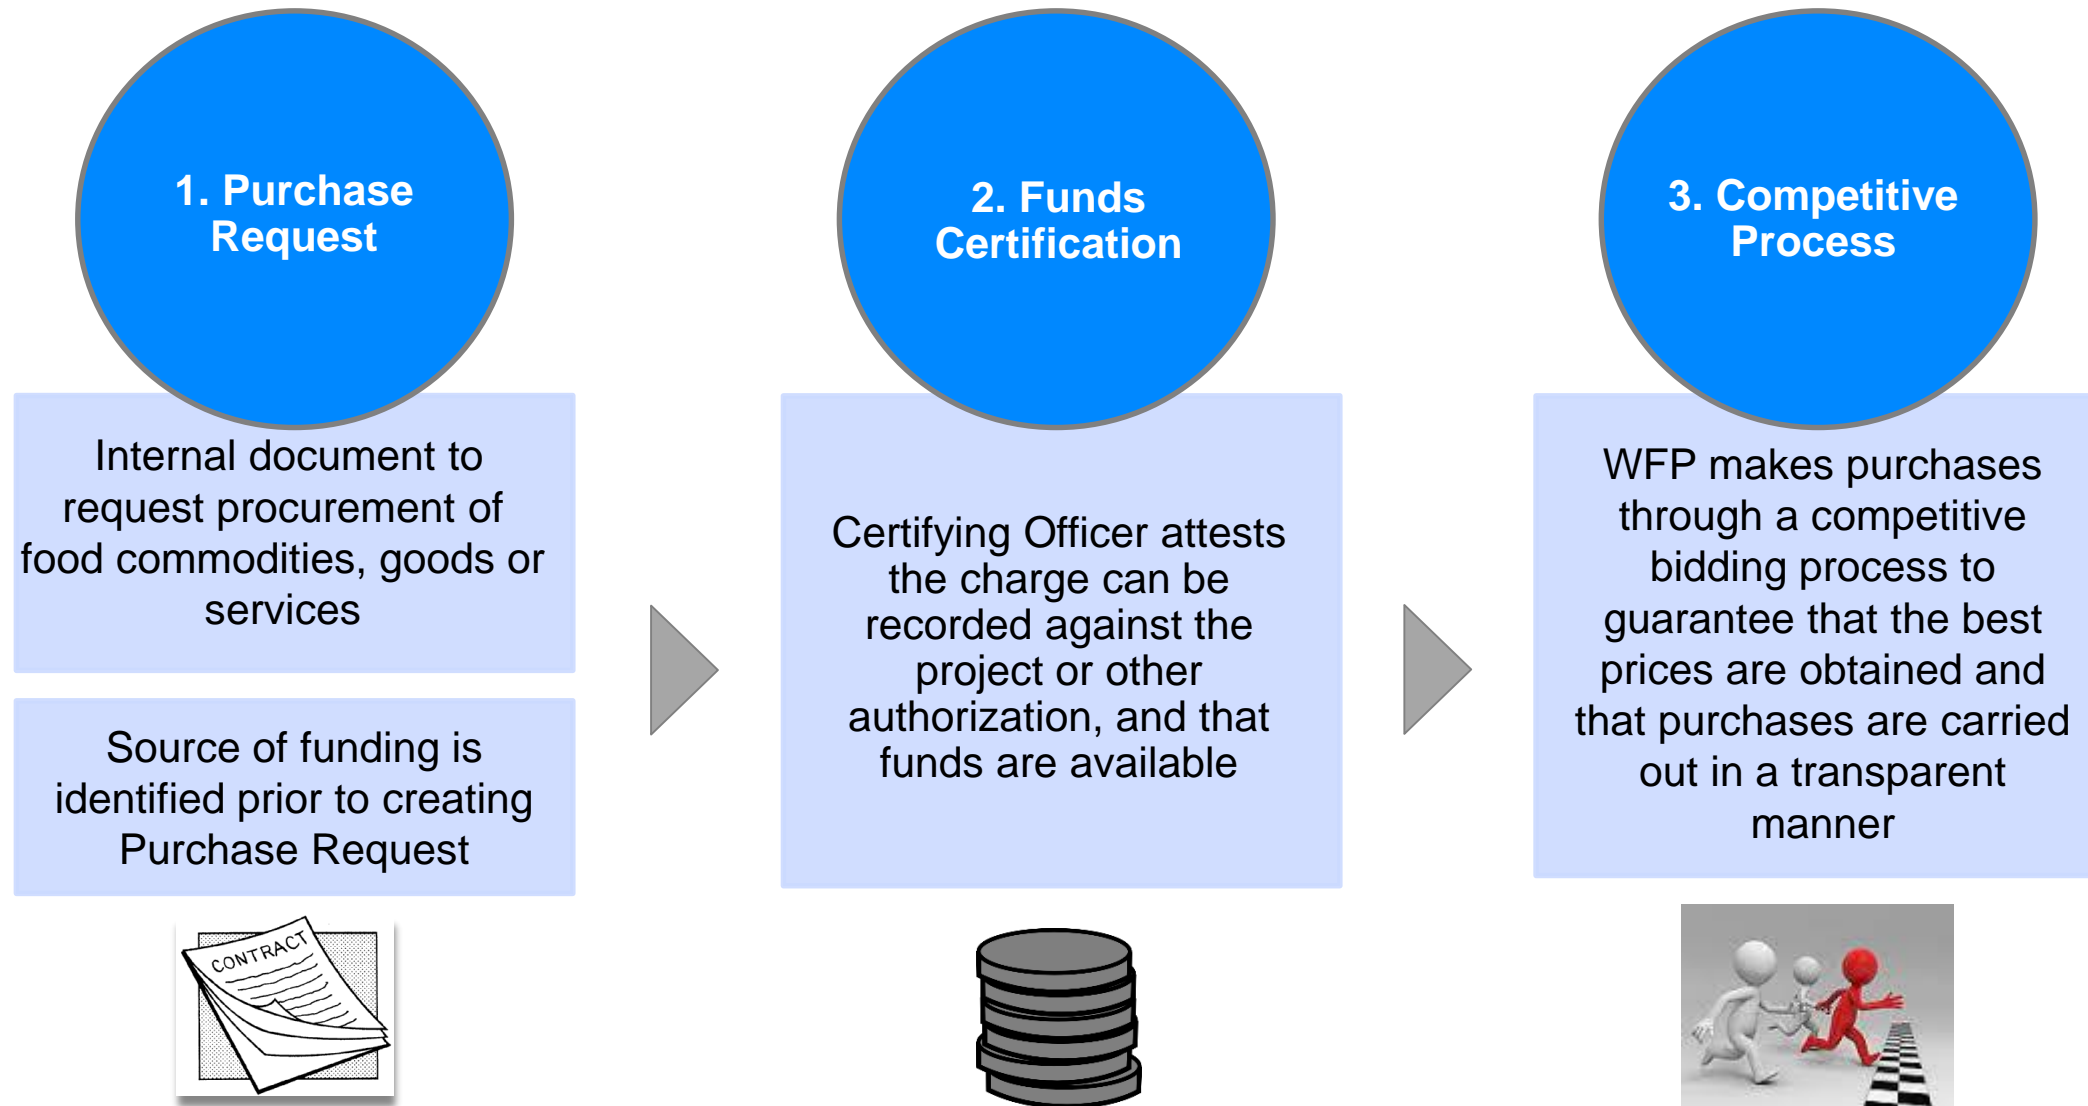 1. Purchase
Request
Internal document to
request procurement of
food commodities, goods or
services
Source of funding is
identified prior to creating
Purchase Request
CONTRACT
2. Funds
Certification
Certifying Officer attests
the charge can be
recorded against the
project or other
authorization, and that
funds are available
3. Competitive
Process
WFP makes purchases
through a competitive
bidding process to
guarantee that the best
prices are obtained and
that purchases are carried
out in a transparent
manner